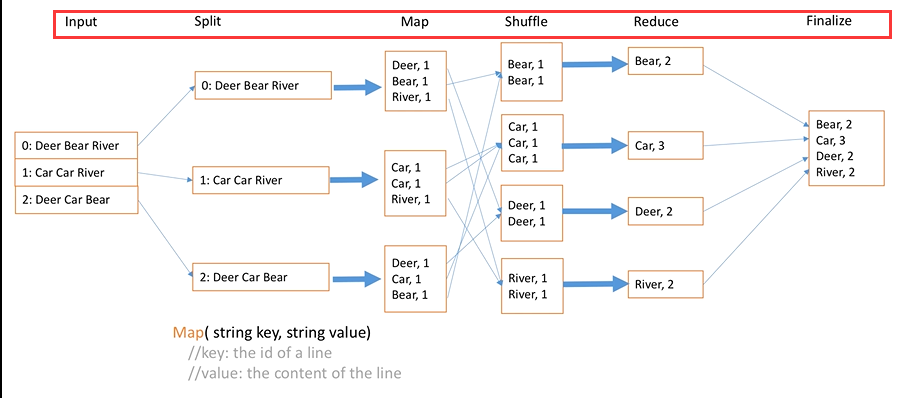 Input Split Map Shuffle Reduce Finalize
0: Deer Bear River
1: Car Car River
2: Deer Car Bear
0: Deer Bear River
1: Car Car River
2: Deer Car Bear
Deer, 1
Bear, 1
River, 1
Car, 1
Car, 1
River, 1
Deer, 1
Car, 1
Bear, 1
Bear, 1
Bear, 1
Car, 1
Car, 1
Car, 1
Deer, 1
Deer, 1
River, 1
River, 1
Bear, 2
Car, 3
Deer, 2
River, 2
Bear, 2
Car, 3
Deer, 2
River, 2
Map( string key, string value)
//key: the id of a line
//value: the content of the line